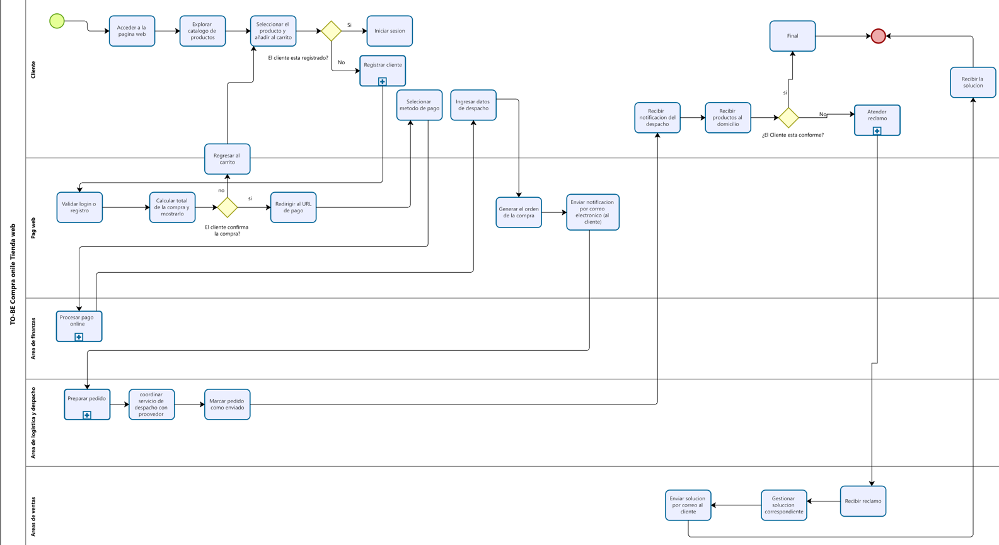 TO-BE Compra onile Tienda web
Cliente
Acceder a la
pagina web
Explorar
catalogo de
productos
Seleccionar el
producto y
añadir al carrito
El cliente esta registrado?
Si
Iniciar sesion
No
Registrar cliente
Selecionar
metodo de pago
Ingresar datos
de despacho
Recibir
notificacion del
despacho
Recibir
productos al
domicilio
¿El Cliente esta conforme?
si
Final
No
Atender
reclamo
Recibir la
solucion
Regresar al
carrito
Pag web
Validar login o
registro
Calcular total
de la compra y
mostrarlo
no
si
El cliente confirma
la compra?
Redirigir al URL
de pago
Generar el orden
de la compra
Enviar notificacion
por correo
electronico (al
cliente)
Area de finanzas
Procesar pago
online
Area de logistica y despacho
Preparar pedido
coordinar
servicio de
despacho con
proovedor
Marcar pedido
como enviado
Areas de ventas
Enviar solucion
por correo al
cliente
Gestionar
soluccion
correspondiente
Recibir reclamo